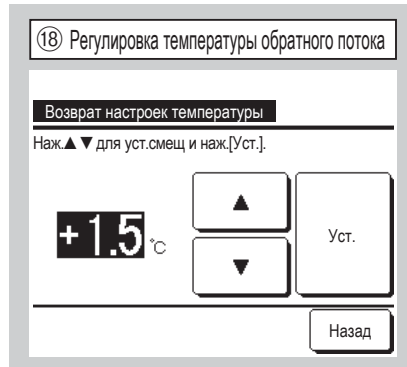 ⑱ Регулировка температуры обратного потока
Возврат настроек температуры
Наж.▲▼для уст.смещ и наж.[Уст.].
▲
+1.5 °C
Уст.
▼
Назад